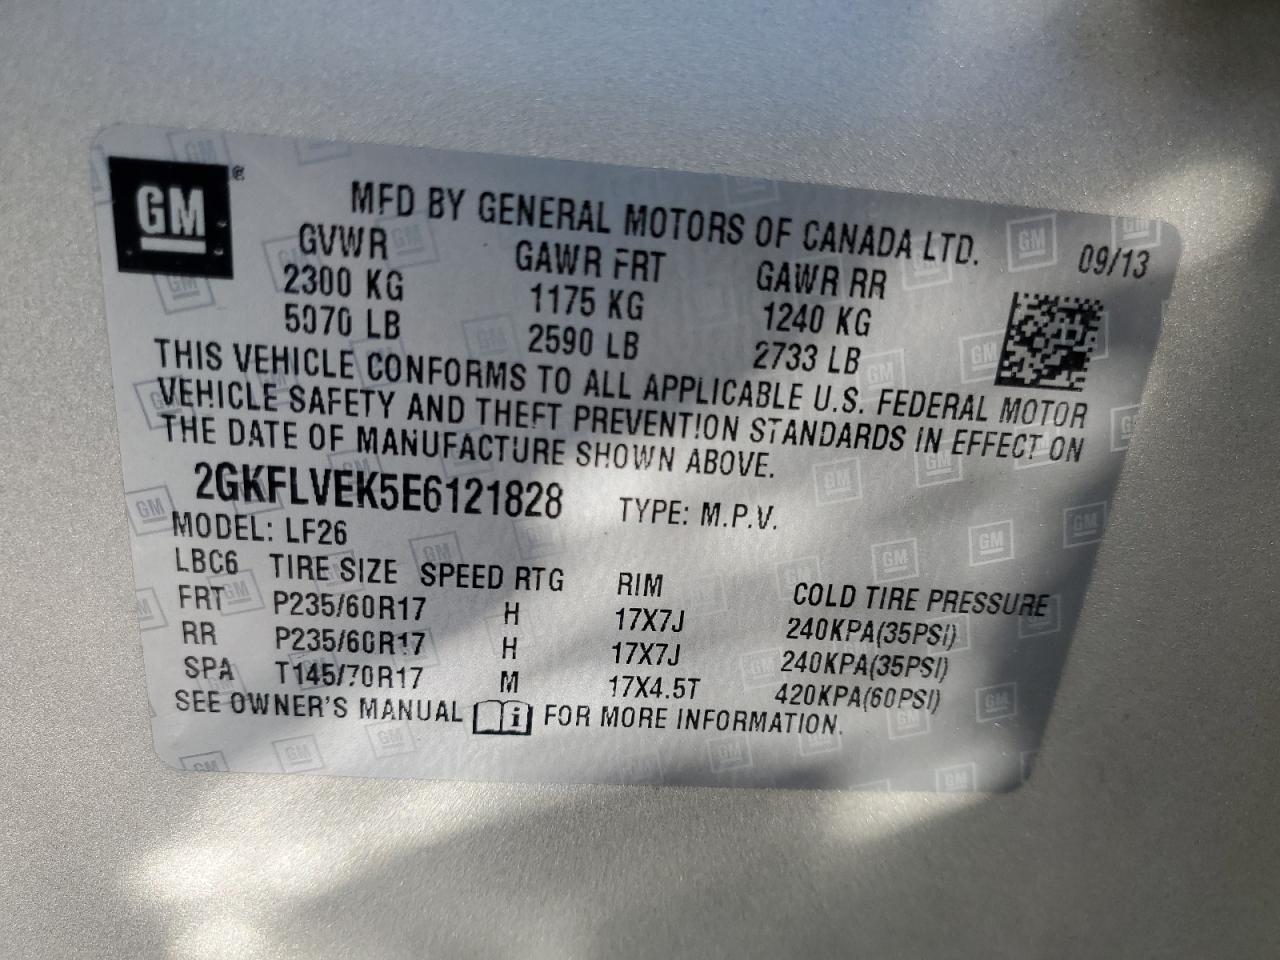 GM ®
MFD BY GENERAL MOTORS OF CANADA LTD.
09/13
GVWR GAWR FRT GAWR RR
2300 KG 1175 KG 1240 KG
5070 LB 2590 LB 2733 LB
THIS VEHICLE CONFORMS TO ALL APPLICABLE U.S. FEDERAL MOTOR
VEHICLE SAFETY AND THEFT PREVENTION STANDARDS IN EFFECT ON
THE DATE OF MANUFACTURE SHOWN ABOVE.
2GKFLVEK5E6121828 TYPE: M.P.V.
MODEL: LF26
LBC6 TIRE SIZE SPEED RTG RIM COLD TIRE PRESSURE
FRT P235/60R17 H 17X7J 240KPA(35PSI)
RR P235/60R17 H 17X7J 240KPA(35PSI)
SPA T145/70R17 M 17X4.5T 420KPA(60PSI)
SEE OWNER'S MANUAL i FOR MORE INFORMATION.